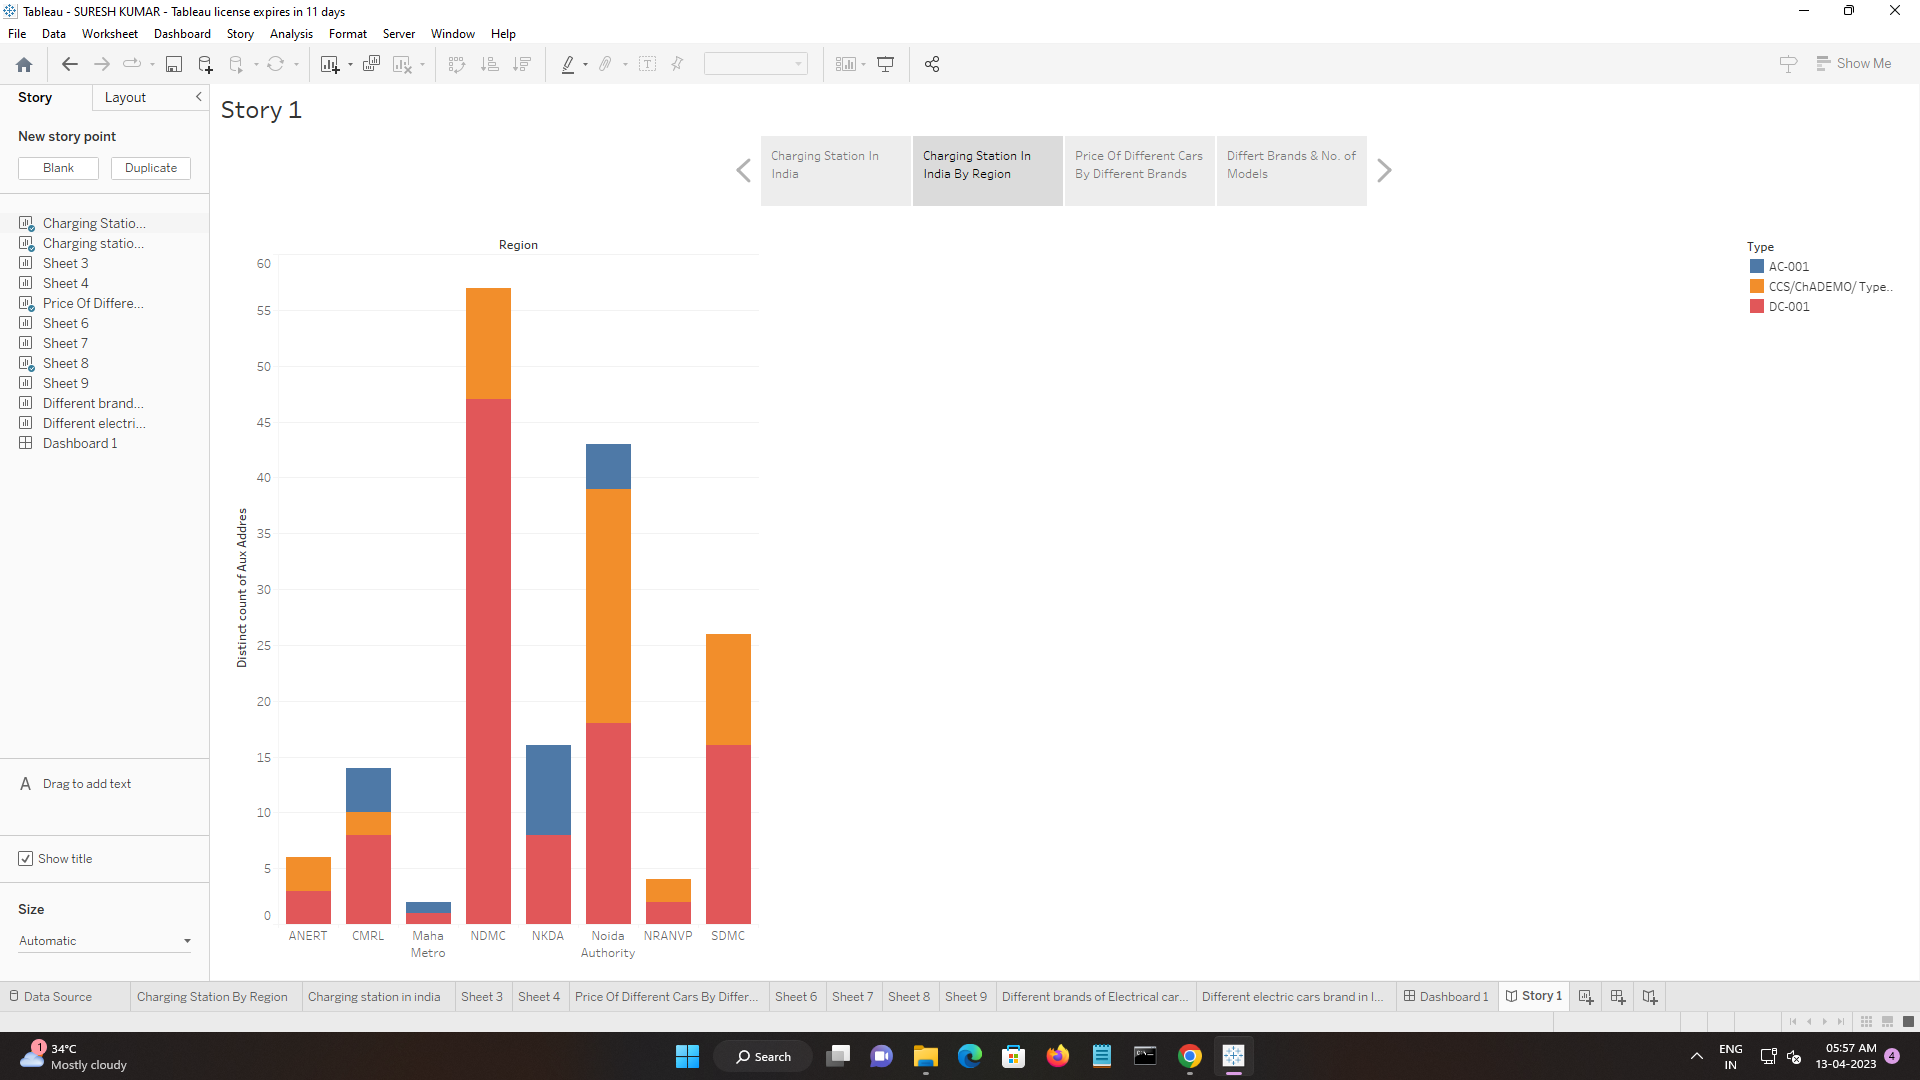 Tableau - SURESH KUMAR - Tableau license expires in 11 days
File Data Worksheet Dashboard Story Analysis Format Server Window Help
Show Me
Story Layout
New story point
Blank Duplicate
Charging Statio...
Charging statio...
Sheet 3
Sheet 4
Price Of Differe...
Sheet 6
Sheet 7
Sheet 8
Sheet 9
Different brand...
Different electri...
Dashboard 1
A Drag to add text
Show title
Size
Automatic
Story 1
Charging Station In
India
Charging Station In
India By Region
Price Of Different Cars
By Different Brands
Differt Brands & No. of
Models
Region
60
55
50
45
40
35
30
25
20
15
10
5
0
Distinct count of Aux Addres
ANERT CMRL Maha Metro NDMC NKDA Noida Authority NRANVP SDMC
Type
AC-001
CCS/ChADEMO/ Type..
DC-001
Data Source Charging Station By Region Charging station in india Sheet 3 Sheet 4 Price Of Different Cars By Differ... Sheet 6 Sheet 7 Sheet 8 Sheet 9 Different brands of Electrical car... Different electric cars brand in I... Dashboard 1 Story 1
1
34°C
Mostly cloudy
Search
ENG
IN
05:57 AM
13-04-2023
4